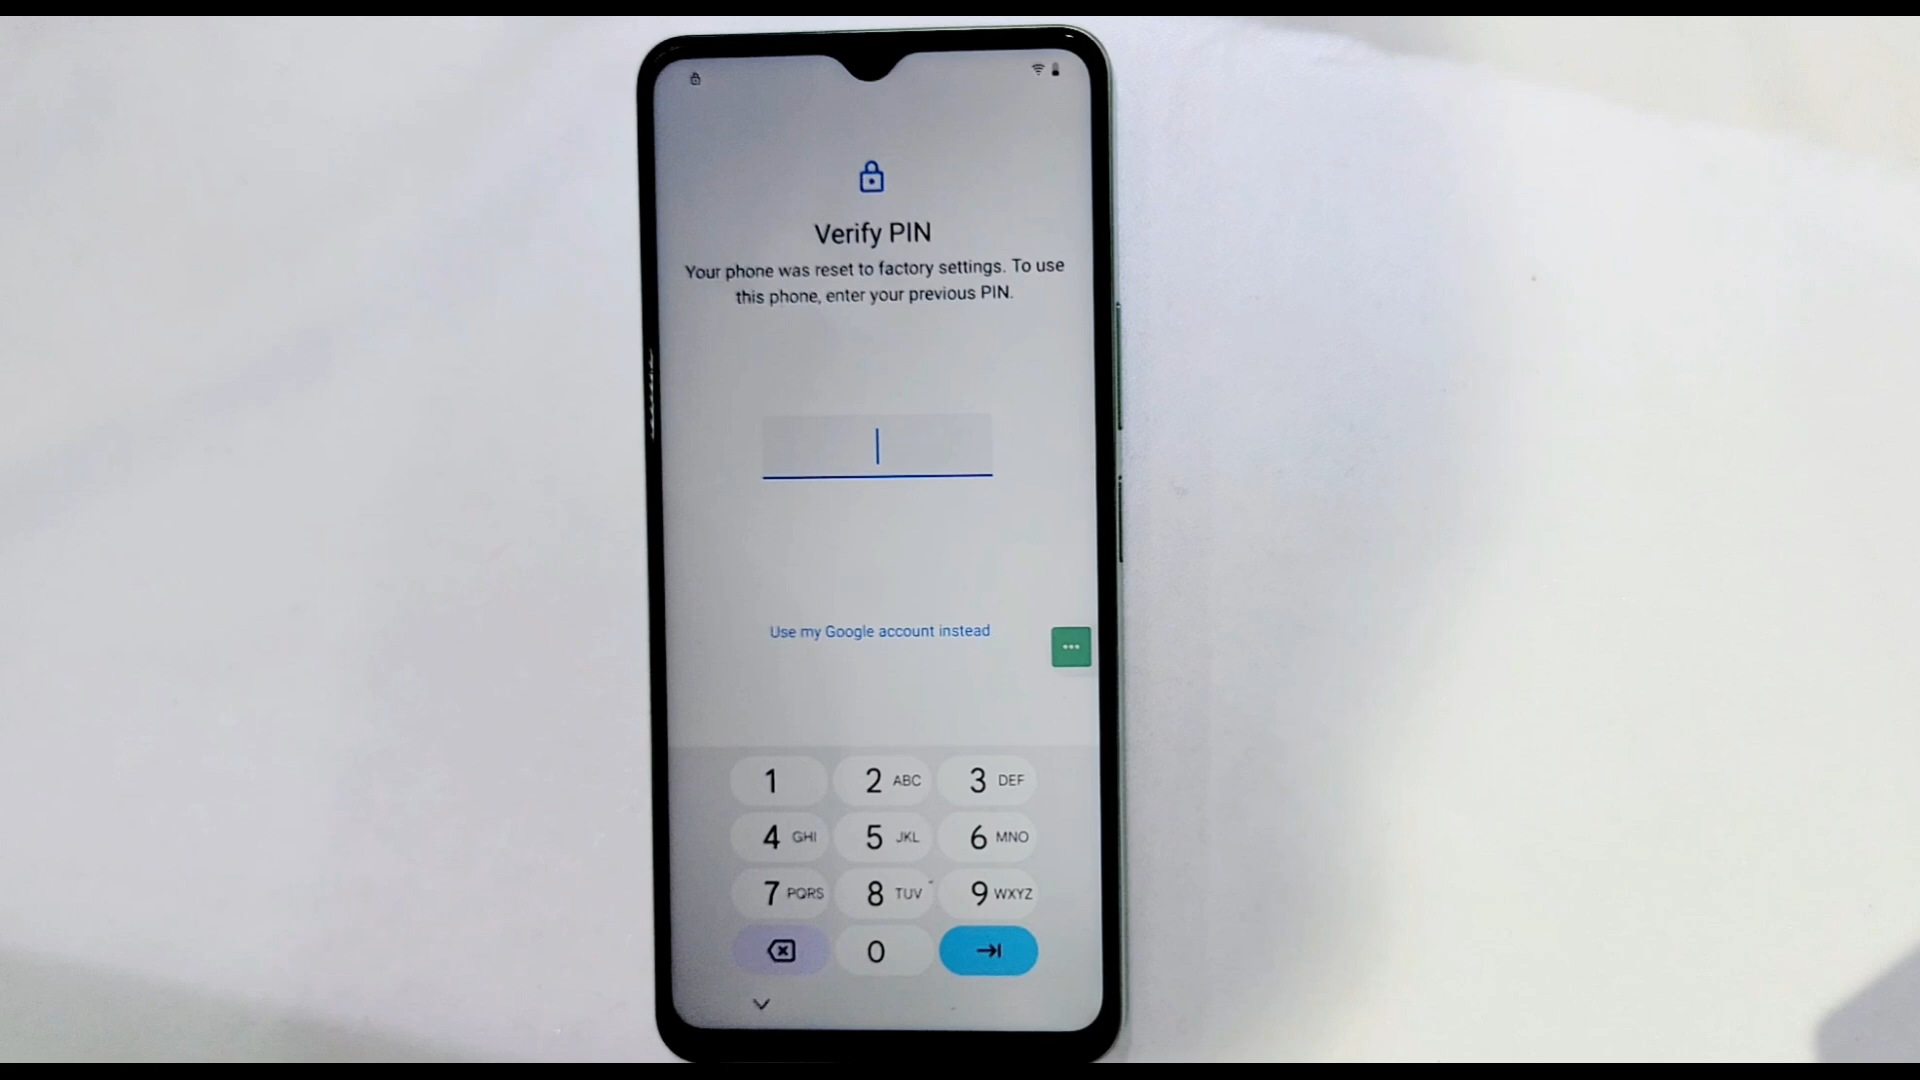 Verify PIN
Your phone was reset to factory settings. To use
this phone, enter your previous PIN.
Use my Google account instead
1 2 ABC 3 DEF
4 GHI 5 JKL 6 MNO
7 PQRS 8 TUV 9 WXYZ
0